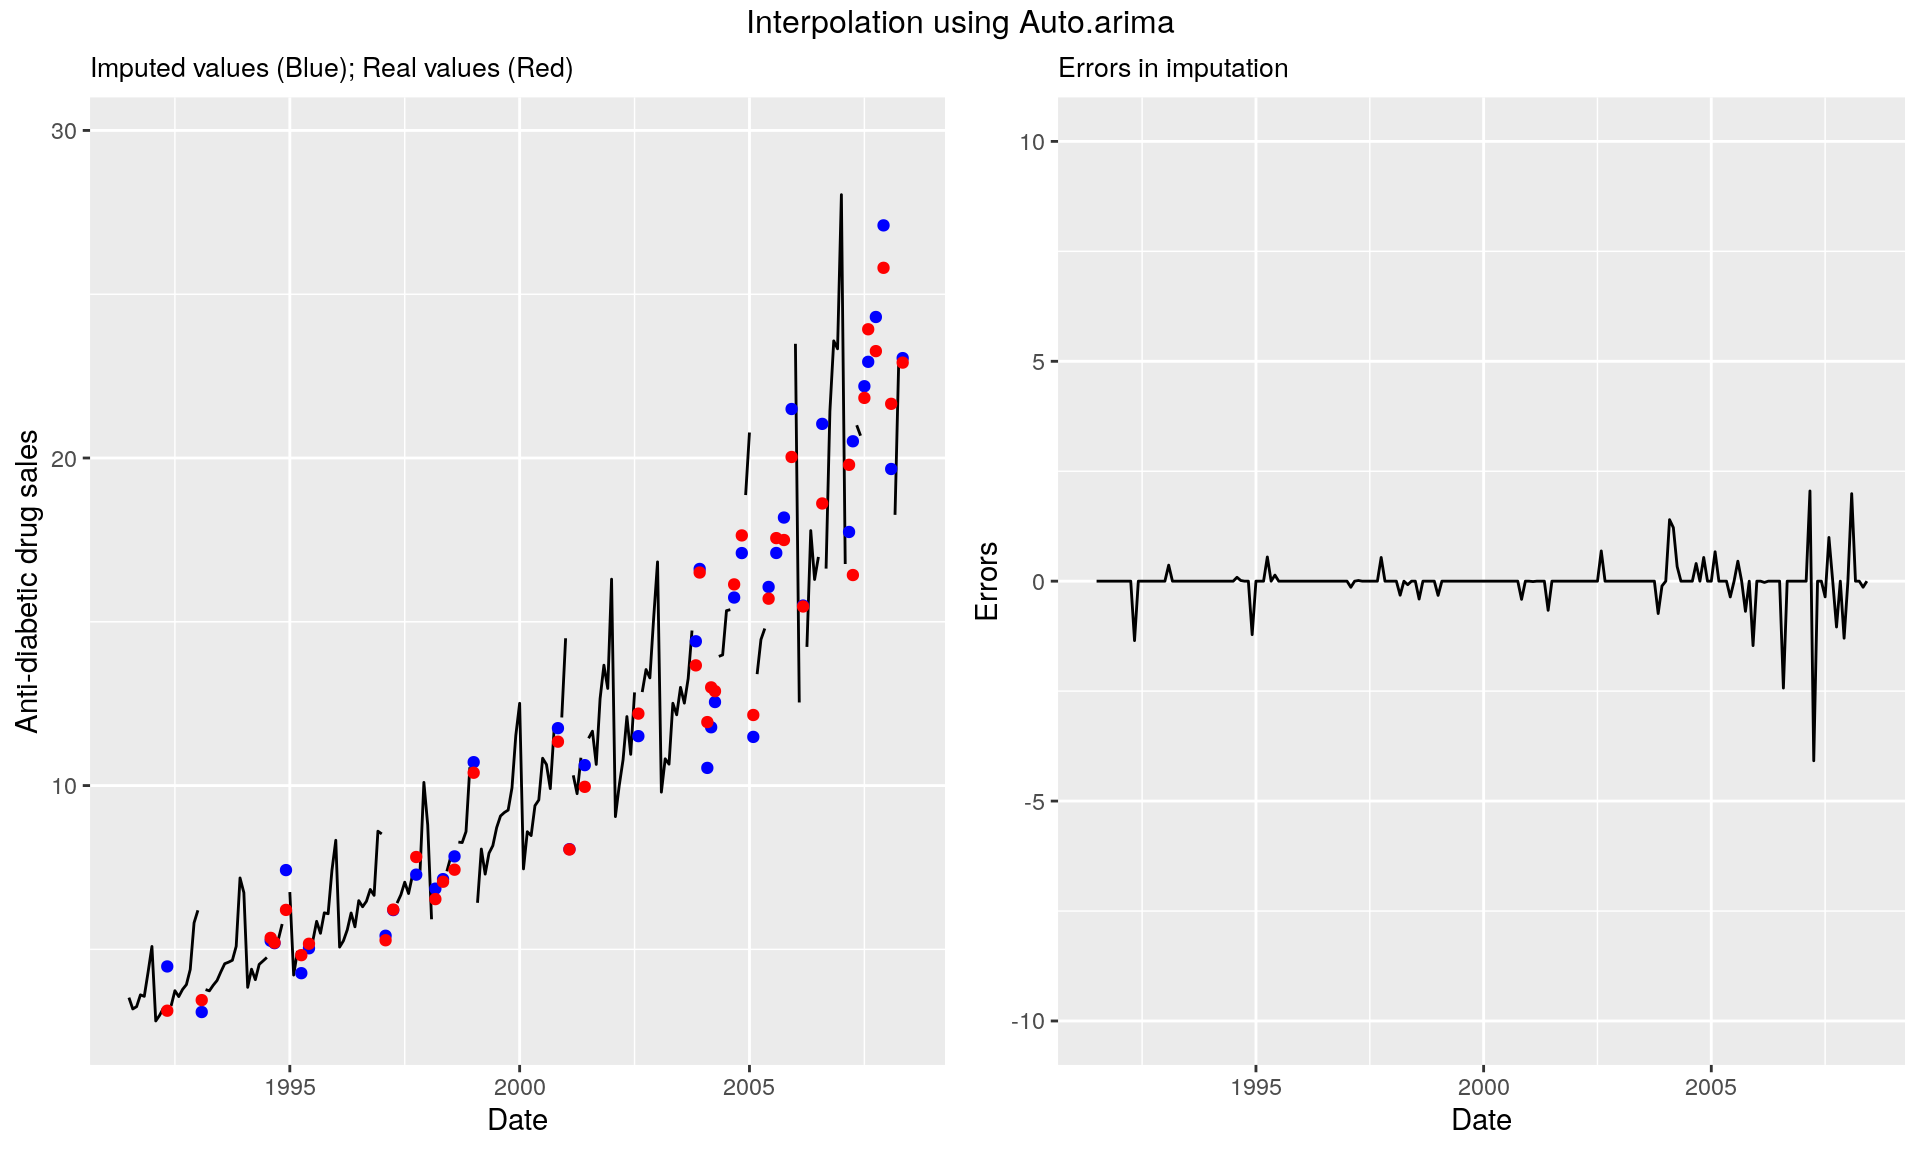 Interpolation using Auto.arima
Imputed values (Blue); Real values (Red)
Anti-diabetic drug sales
30
20
10
1995 2000 2005
Date
Errors in imputation
Errors
10
5
0
-5
-10
1995 2000 2005
Date